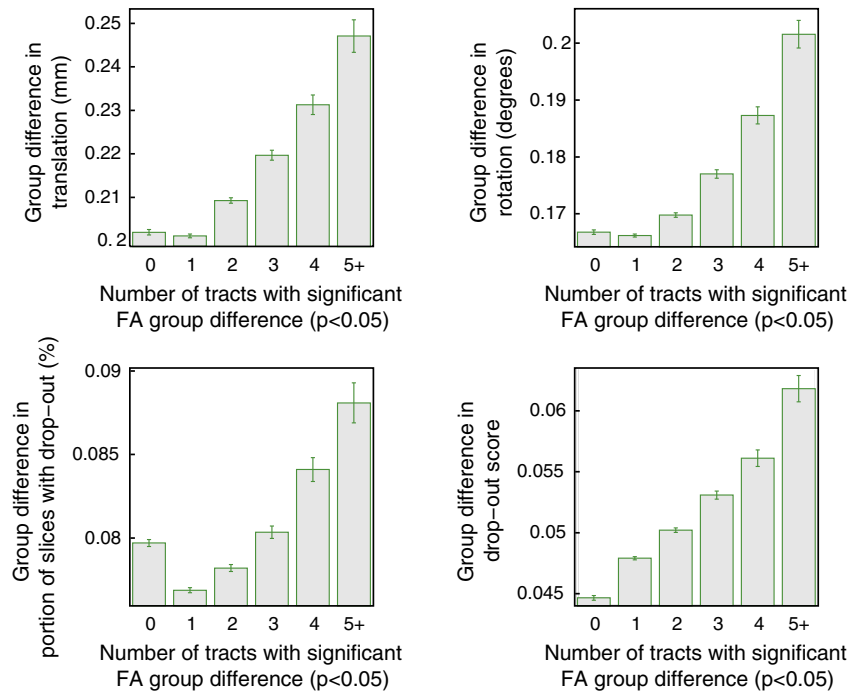 Group difference in
translation (mm)
0.25
0.24
0.23
0.22
0.21
0.2
0 1 2 3 4 5+
Number of tracts with significant
FA group difference (p<0.05)
Group difference in
rotation (degrees)
0.2
0.19
0.18
0.17
0 1 2 3 4 5+
Number of tracts with significant
FA group difference (p<0.05)
Group difference in
portion of slices with drop−out (%)
0.09
0.085
0.08
0 1 2 3 4 5+
Number of tracts with significant
FA group difference (p<0.05)
Group difference in
drop−out score
0.06
0.055
0.05
0.045
0 1 2 3 4 5+
Number of tracts with significant
FA group difference (p<0.05)